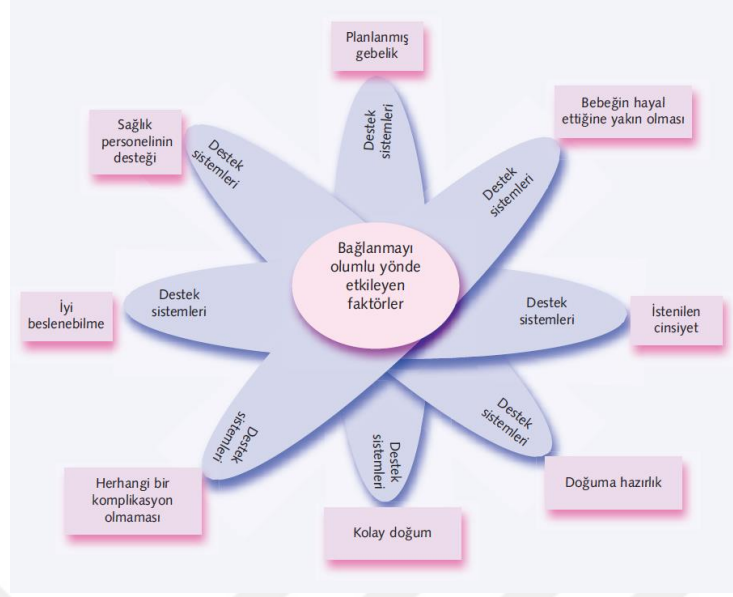 Planlanmış
gebelik
Destek
sistemleri
Bebeğin hayal
ettiğine yakın olması
Destek
sistemleri
Sağlık
personelinin
desteği
Destek
sistemleri
Bağlanmayı
olumlu yönde
etkileyen
faktörler
İyi
beslenebilme
Destek
sistemleri
Destek
sistemleri
İstenilen
cinsiyet
Destek
sistemleri
Herhangi bir
komplikasyon
olmaması
Destek
sistemleri
Kolay doğum
Destek
sistemleri
Doğuma hazırlık